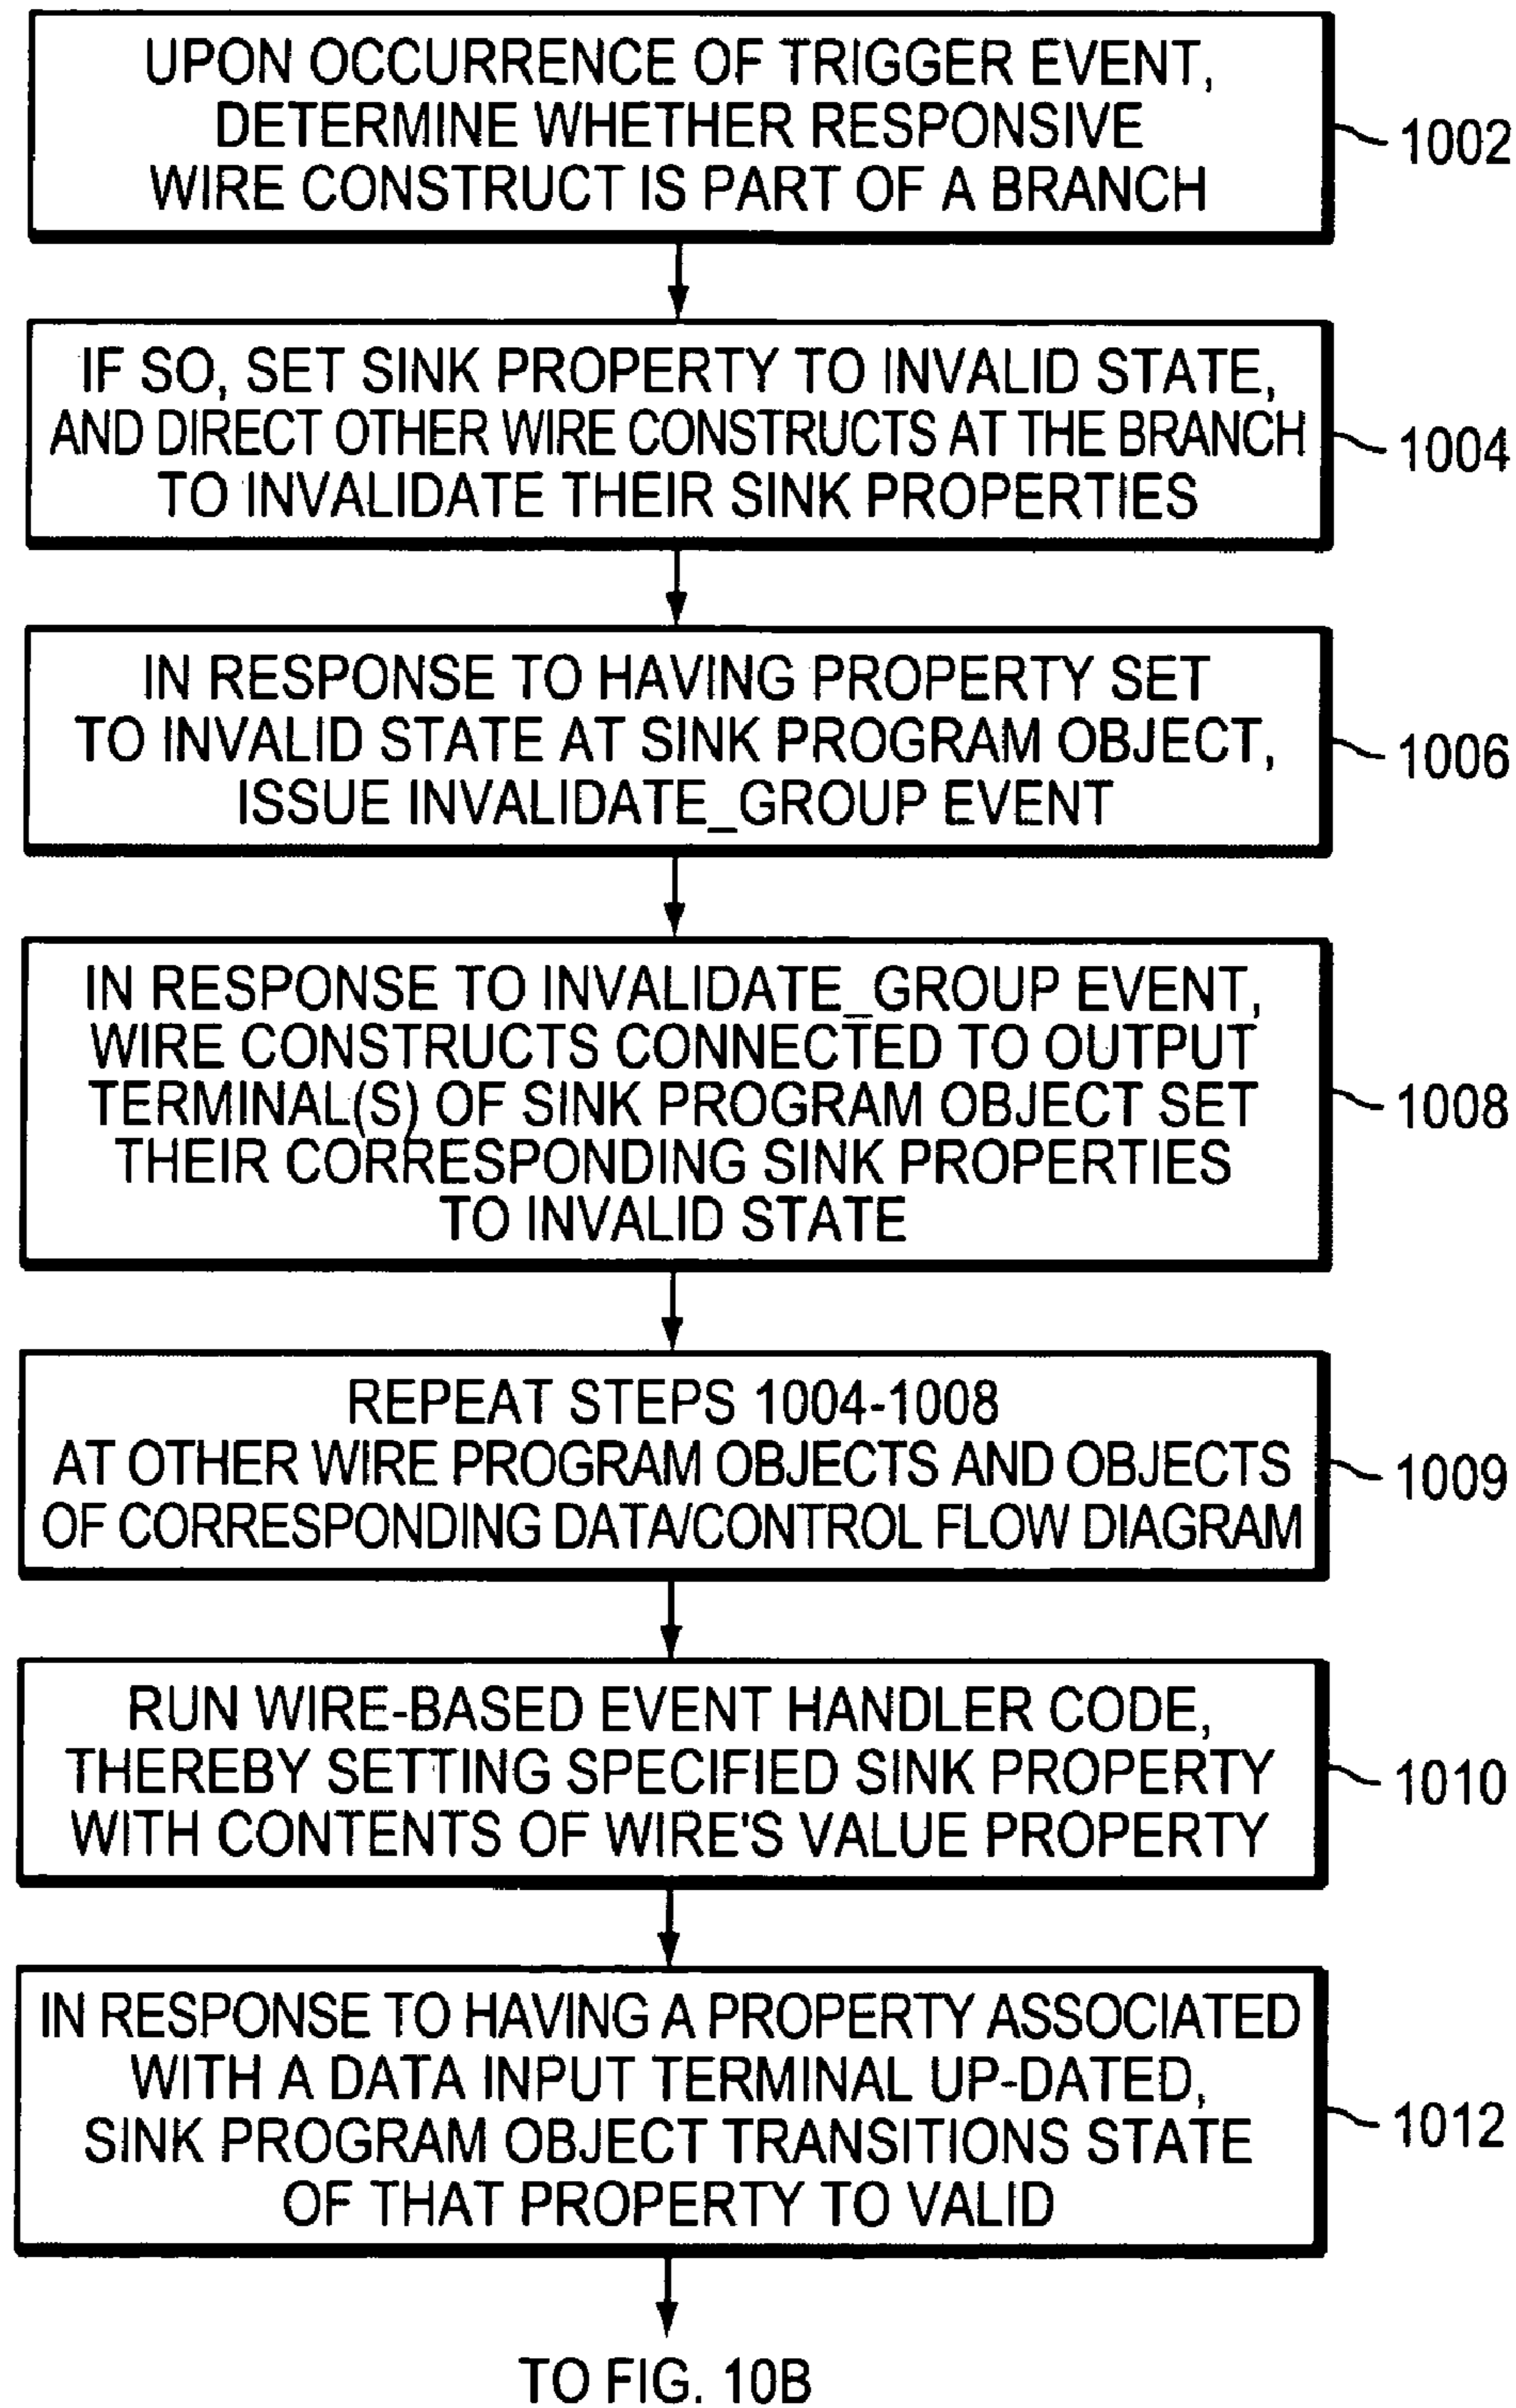 UPON OCCURRENCE OF TRIGGER EVENT,
DETERMINE WHETHER RESPONSIVE
WIRE CONSTRUCT IS PART OF A BRANCH
1002
IF SO, SET SINK PROPERTY TO INVALID STATE,
AND DIRECT OTHER WIRE CONSTRUCTS AT THE BRANCH
TO INVALIDATE THEIR SINK PROPERTIES
1004
IN RESPONSE TO HAVING PROPERTY SET
TO INVALID STATE AT SINK PROGRAM OBJECT,
ISSUE INVALIDATE_GROUP EVENT
1006
IN RESPONSE TO INVALIDATE_GROUP EVENT,
WIRE CONSTRUCTS CONNECTED TO OUTPUT
TERMINAL(S) OF SINK PROGRAM OBJECT SET
THEIR CORRESPONDING SINK PROPERTIES
TO INVALID STATE
1008
REPEAT STEPS 1004-1008
AT OTHER WIRE PROGRAM OBJECTS AND OBJECTS
OF CORRESPONDING DATA/CONTROL FLOW DIAGRAM
1009
RUN WIRE-BASED EVENT HANDLER CODE,
THEREBY SETTING SPECIFIED SINK PROPERTY
WITH CONTENTS OF WIRE'S VALUE PROPERTY
1010
IN RESPONSE TO HAVING A PROPERTY ASSOCIATED
WITH A DATA INPUT TERMINAL UP-DATED,
SINK PROGRAM OBJECT TRANSITIONS STATE
OF THAT PROPERTY TO VALID
1012
TO FIG. 10B